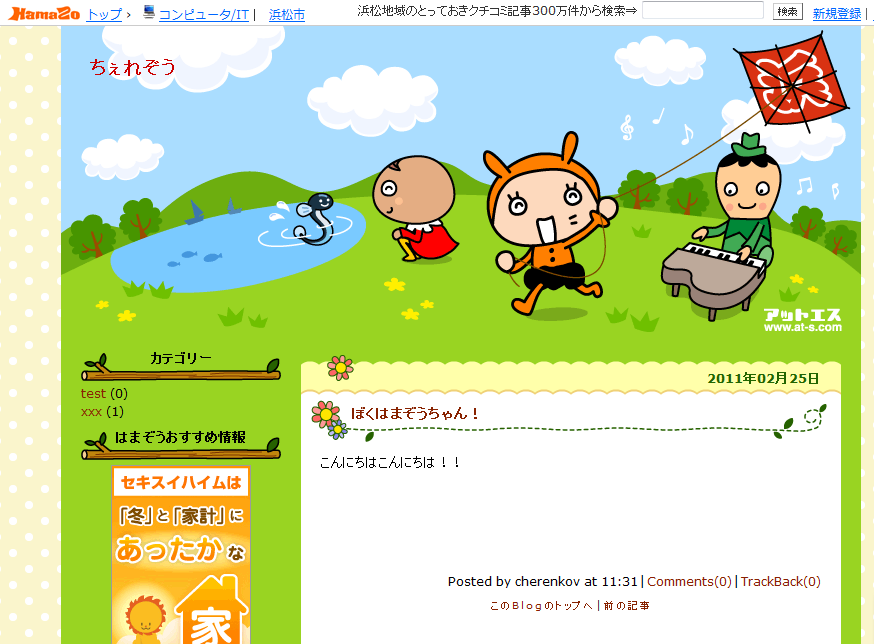 HamaZo トップ › コンピュータ/IT | 浜松市 浜松地域のとっておきクチコミ記事300万件から検索⇒ 検索 新規登録 |
ちぇれぞう
アットエス
www.at-s.com
カテゴリー
test (0)
xxx (1)
はまぞうおすすめ情報
セキスイハイムは
「冬」と「家計」に
あったかな
家
2011年02月25日
ぼくはまぞうちゃん！
こんにちはこんにちは！！
Posted by cherenkov at 11:31│Comments(0)│TrackBack(0)
このBlogのトップへ｜前の記事